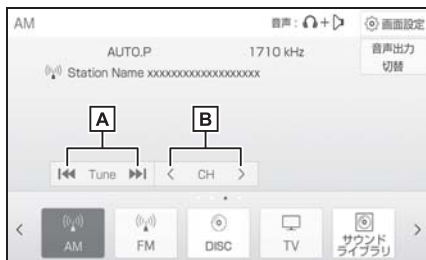 AM 音声: + 画面設定
AUTO.P 1710 kHz 音声出力
切替
Station Name xxxxxxxxxxxxxxxxxxxx
A B
Tune < CH >
< AM FM DISC TV サウンド
ライブラリ >